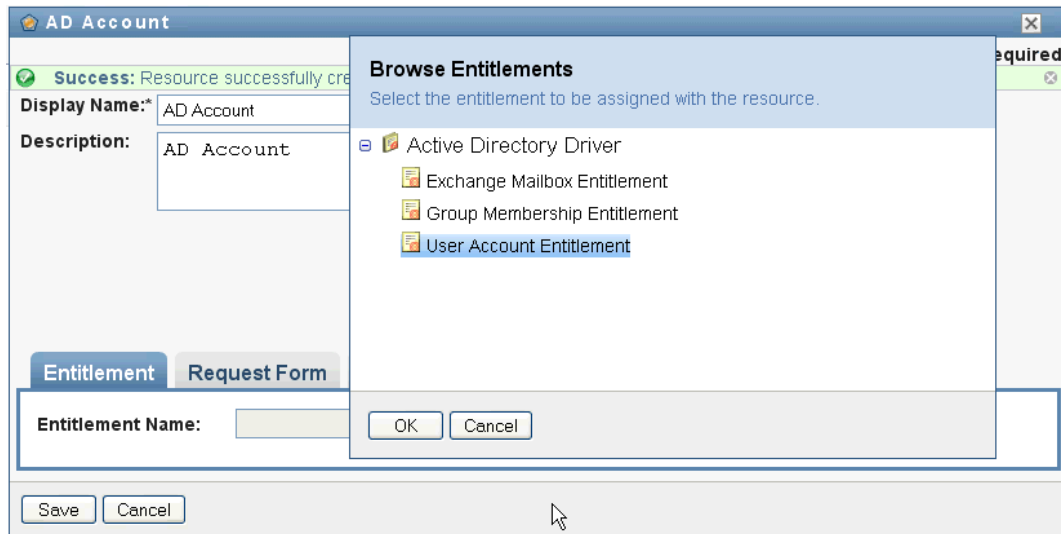 AD Account
equired
Success: Resource successfully cre
Display Name:*
AD Account
Description:
AD Account
Browse Entitlements
Select the entitlement to be assigned with the resource.
Active Directory Driver
Exchange Mailbox Entitlement
Group Membership Entitlement
User Account Entitlement
OK
Cancel
Entitlement
Request Form
Entitlement Name:
Save
Cancel